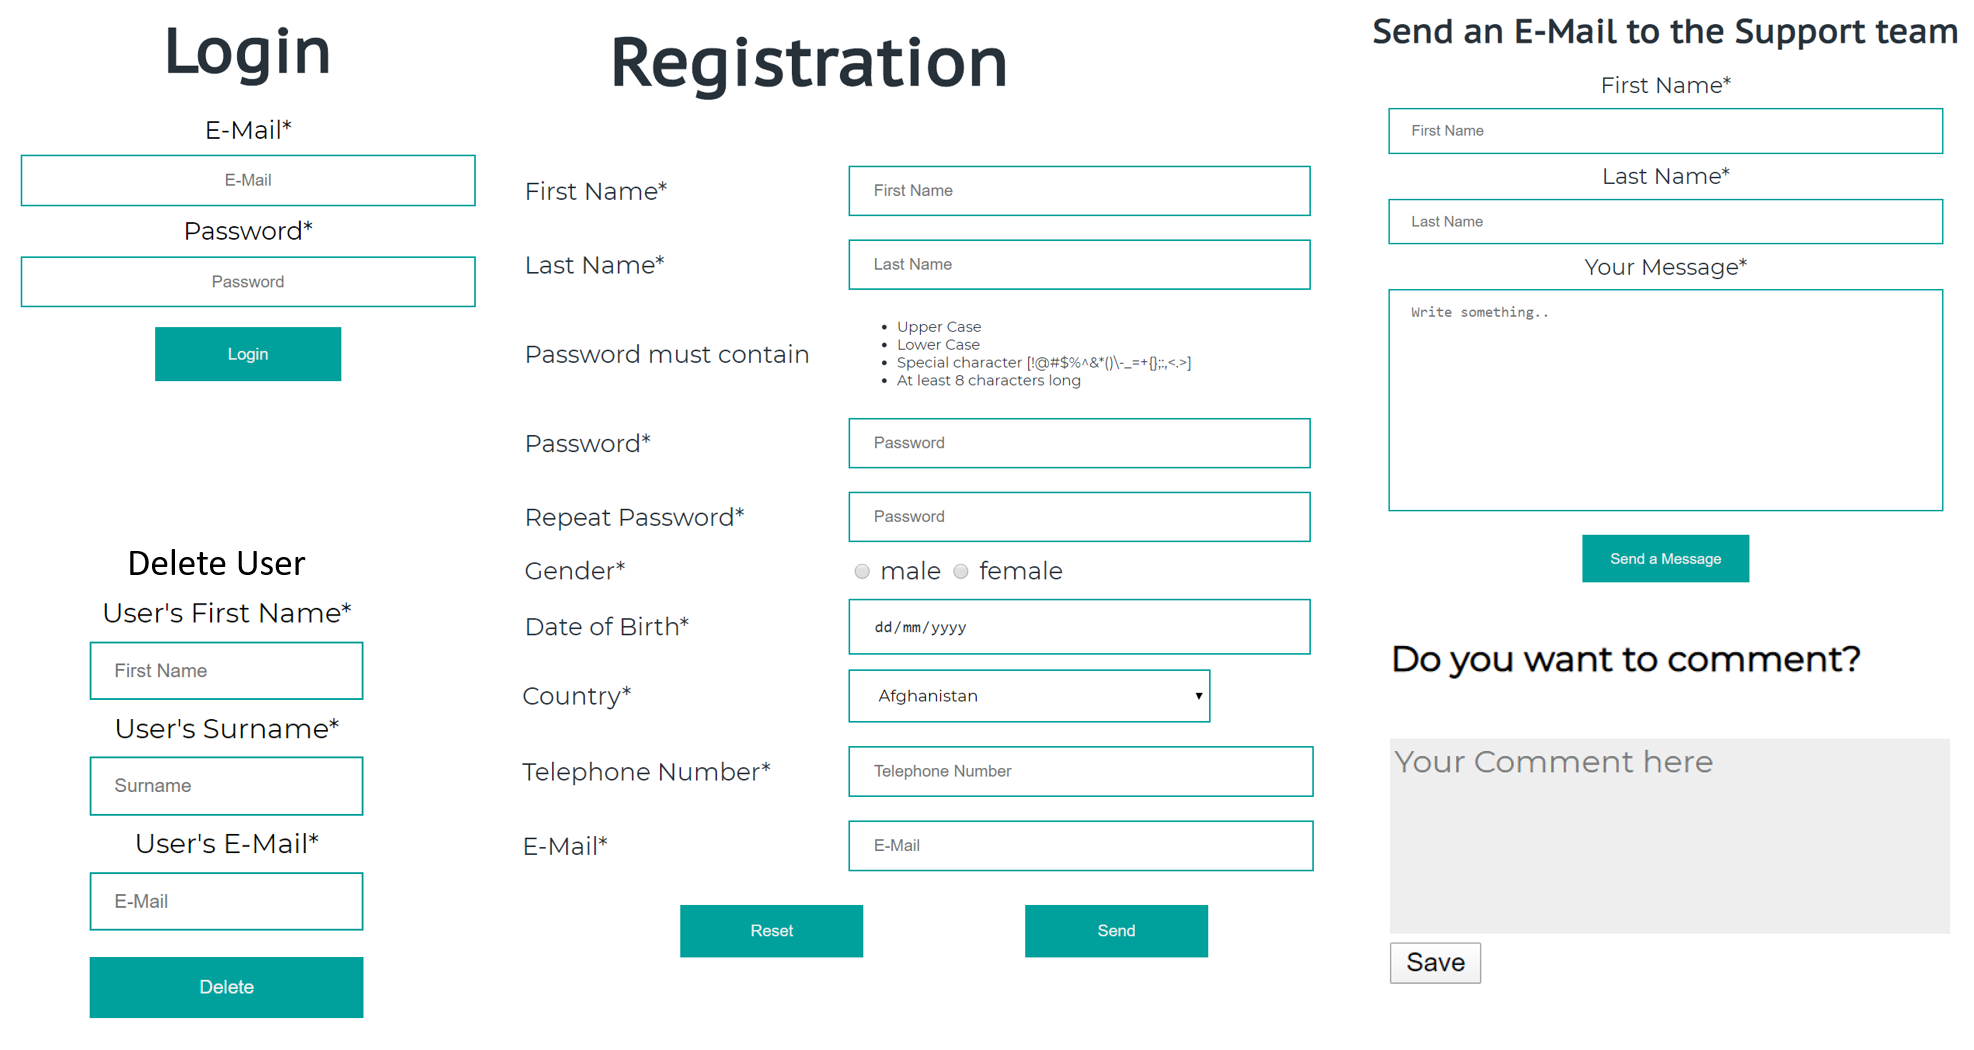 Login
E-Mail*
E-Mail
Password*
Password
Login
Delete User
User's First Name*
First Name
User's Surname*
Surname
User's E-Mail*
E-Mail
Delete
Registration
First Name*
First Name
Last Name*
Last Name
Password must contain
• Upper Case
• Lower Case
• Special character [!@#$%^&*()\-_=+{};:,<.>]
• At least 8 characters long
Password*
Password
Repeat Password*
Password
Gender*
male female
Date of Birth*
dd/mm/yyyy
Country*
Afghanistan
Telephone Number*
Telephone Number
E-Mail*
E-Mail
Reset
Send
Send an E-Mail to the Support team
First Name*
First Name
Last Name*
Last Name
Your Message*
Write something..
Send a Message
Do you want to comment?
Your Comment here
Save